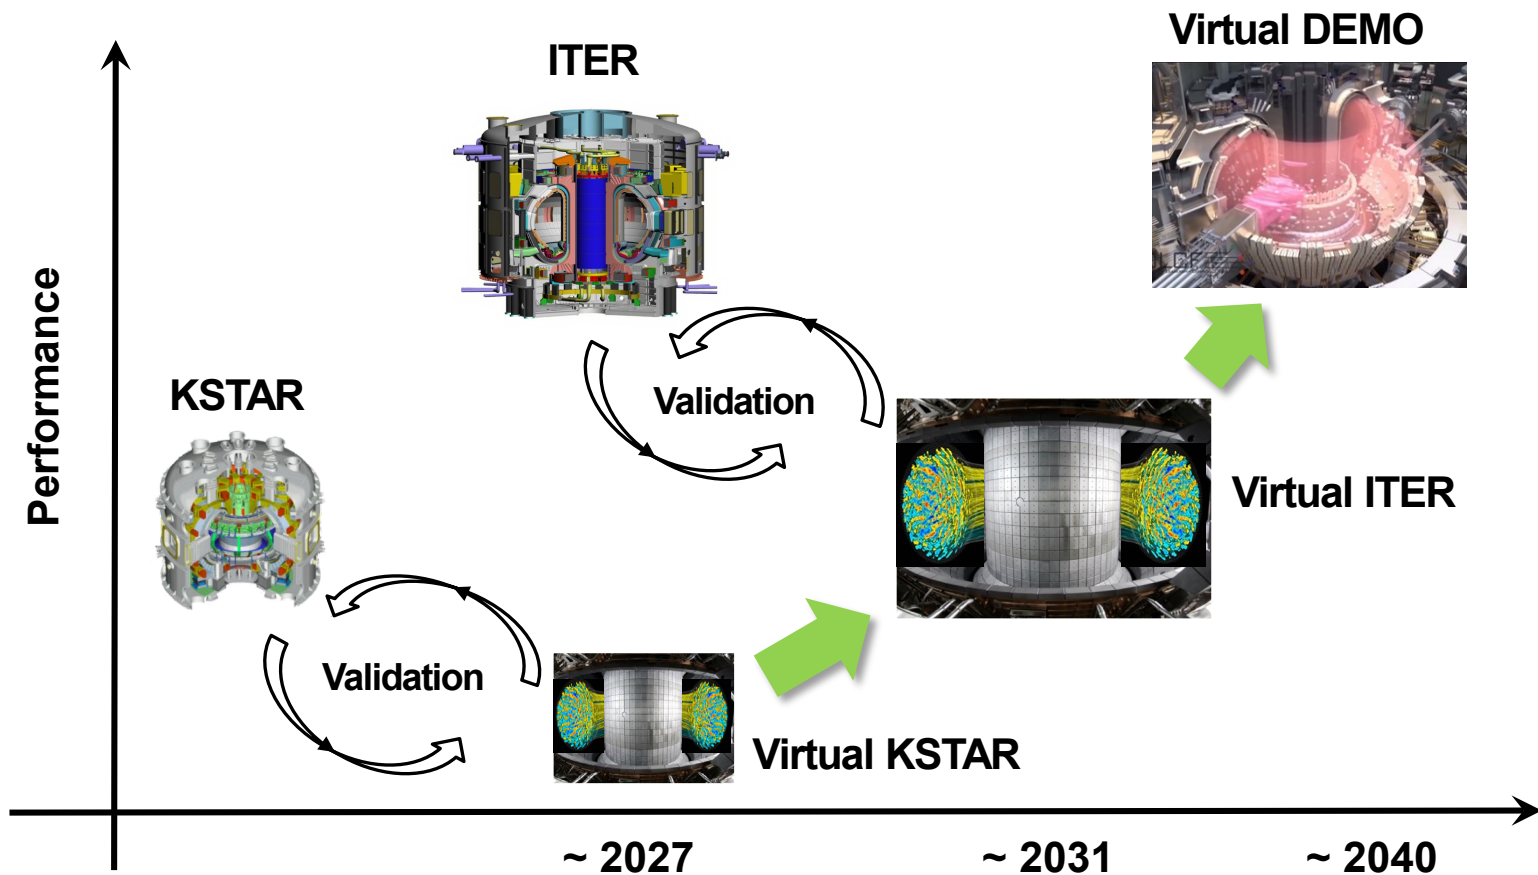 Virtual DEMO
ITER
KSTAR
Validation
Performance
Virtual ITER
Validation
Virtual KSTAR
~ 2027
~ 2031
~ 2040